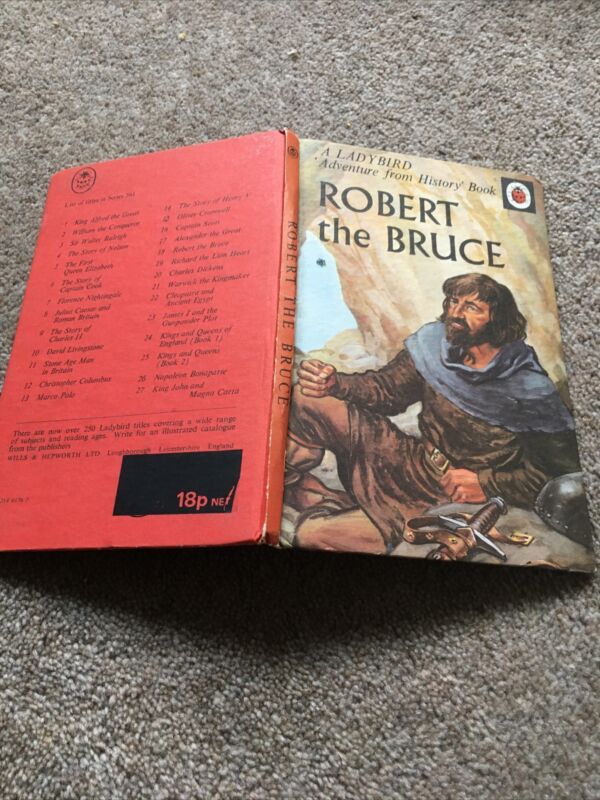 A LADYBIRD
'Adventure from History' Book
ROBERT
the BRUCE
ROBERT THE BRUCE
List of titles in Series 561
1 King Alfred the Great
2 William the Conqueror
3 Sir Walter Raleigh
4 The Story of Nelson
5 The First
Queen Elizabeth
6 The Story of
Captain Cook
7 Florence Nightingale
8 Julius Caesar and
Roman Britain
9 The Story of
Charles II
10 David Livingstone
11 Stone Age Man
in Britain
12 Christopher Columbus
13 Marco Polo
14 The Story of Henry V
15 Oliver Cromwell
16 Captain Scott
17 Alexander the Great
18 Robert the Bruce
19 Richard the Lion Heart
20 Charles Dickens
21 Warwick the Kingmaker
22 Cleopatra and
Ancient Egypt
23 James I and the
Gunpowder Plot
24 Kings and Queens of
England (Book 1)
25 Kings and Queens
(Book 2)
26 Napoleon Bonaparte
27 King John and
Magna Carta
There are now over 250 Ladybird titles covering a wide range
of subjects and reading ages. Write for an illustrated catalogue
from the publishers
WILLS & HEPWORTH LTD Loughborough Leicestershire England
18p NET